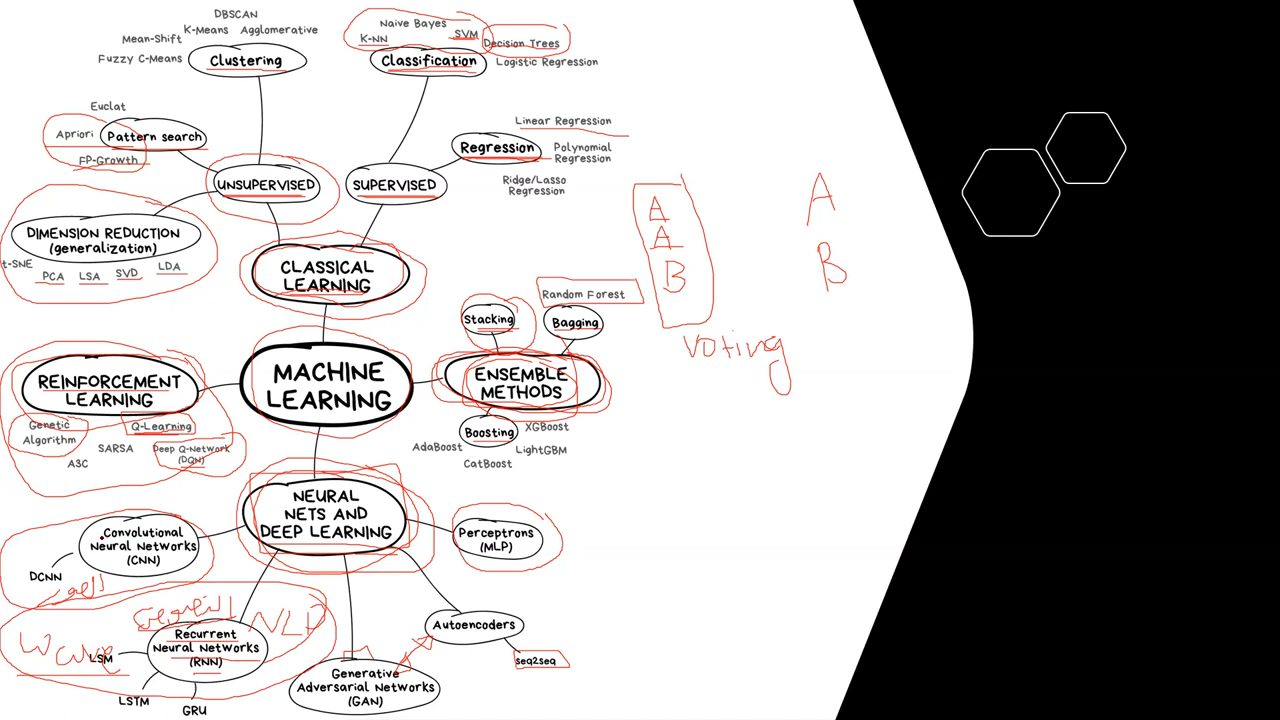 DBSCAN
K-Means Agglomerative
Mean-Shift
Fuzzy C-Means
Clustering
Naive Bayes
K-NN
SVM
Decision Trees
Classification
Logistic Regression
Euclat
Apriori
Pattern search
FP-Growth
Linear Regression
Regression
Polynomial
Regression
Ridge/Lasso
Regression
UNSUPERVISED
SUPERVISED
DIMENSION REDUCTION
(generalization)
t-SNE
PCA
LSA
SVD
LDA
CLASSICAL
LEARNING
A
A
B
A
B
Voting
Random Forest
Stacking
Bagging
MACHINE
LEARNING
ENSEMBLE
METHODS
Boosting
XGBoost
AdaBoost
LightGBM
CatBoost
REINFORCEMENT
LEARNING
Genetic
Algorithm
Q-Learning
SARSA
Deep Q-Network
(DQN)
A3C
NEURAL
NETS AND
DEEP LEARNING
Perceptrons
(MLP)
Convolutional
Neural Networks
(CNN)
DCNN
NLP
Recurrent
Neural Networks
(RNN)
LSM
LSTM
GRU
Autoencoders
seq2seq
Generative
Adversarial Networks
(GAN)